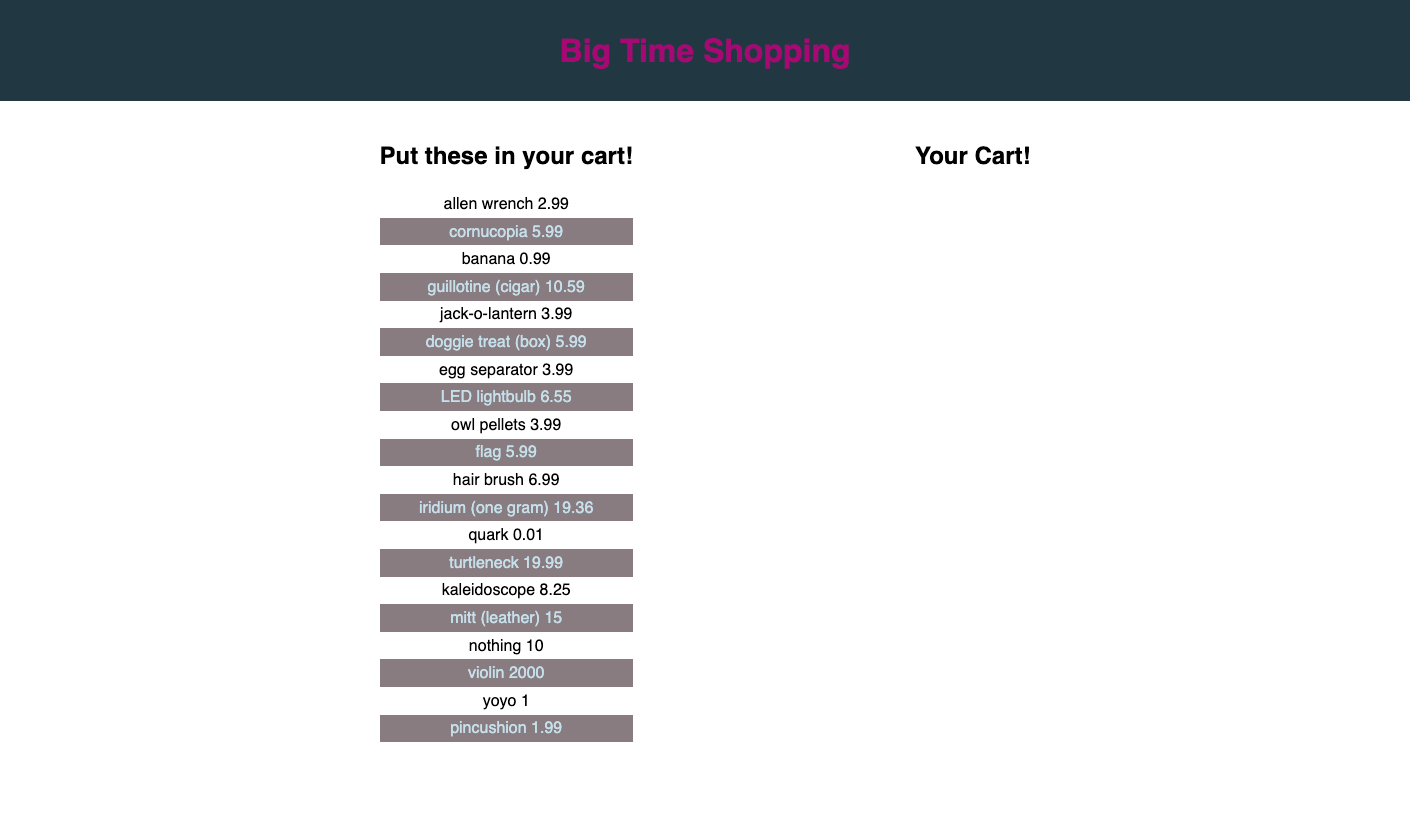 Big Time Shopping
Put these in your cart!
allen wrench 2.99
cornucopia 5.99
banana 0.99
guillotine (cigar) 10.59
jack-o-lantern 3.99
doggie treat (box) 5.99
egg separator 3.99
LED lightbulb 6.55
owl pellets 3.99
flag 5.99
hair brush 6.99
iridium (one gram) 19.36
quark 0.01
turtleneck 19.99
kaleidoscope 8.25
mitt (leather) 15
nothing 10
violin 2000
yoyo 1
pincushion 1.99
Your Cart!